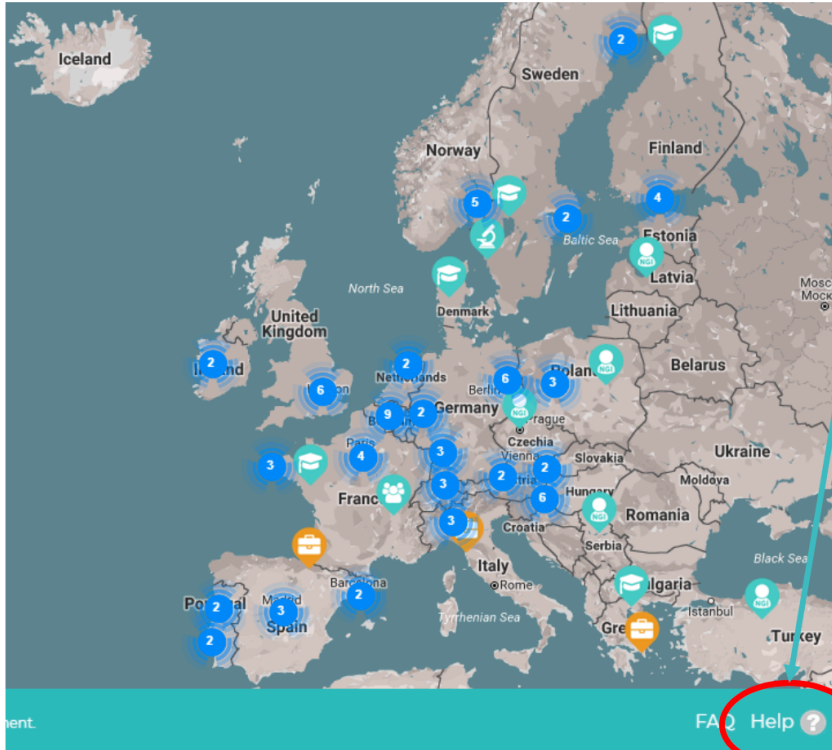 Iceland
2
Sweden
Norway
Finland
5
4
2
Baltic Sea
Estonia
NGI
Latvia
North Sea
Denmark
Lithuania
United
Kingdom
2
2
Netherlands
NGI
Belarus
6
6
3
9
2
Germany
NGI
Paris
Czechia
Ukraine
3
4
3
Vienna
Slovakia
2
2
Moldova
3
6
Hungary
NGI
Romania
3
Croatia
Serbia
Italy
Black Sea
Rome
Barcelona
2
NGI
Istanbul
2
Madrid
3
Spain
Tyrrhenian Sea
Turkey
2
ment.
FAQ
Help ?